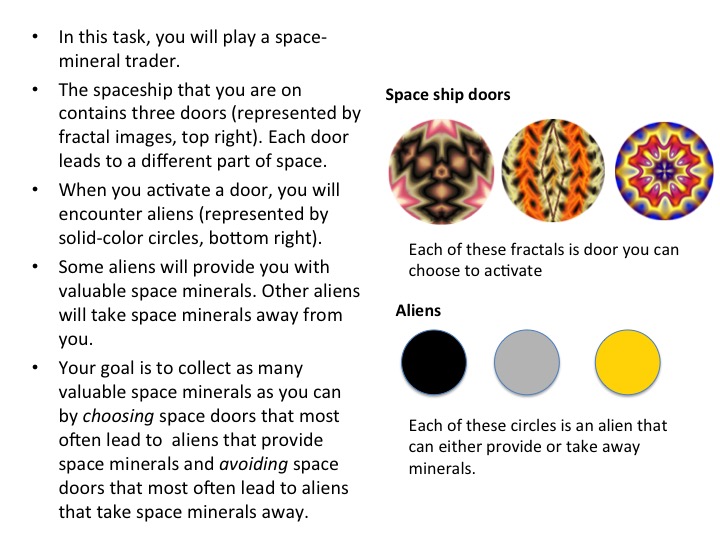 • In this task, you will play a space-
mineral trader.
• The spaceship that you are on
contains three doors (represented by
fractal images, top right). Each door
leads to a different part of space.
• When you activate a door, you will
encounter aliens (represented by
solid-color circles, bottom right).
• Some aliens will provide you with
valuable space minerals. Other aliens
will take space minerals away from
you.
• Your goal is to collect as many
valuable space minerals as you can
by choosing space doors that most
often lead to aliens that provide
space minerals and avoiding space
doors that most often lead to aliens
that take space minerals away.
Space ship doors
Each of these fractals is door you can
choose to activate
Aliens
Each of these circles is an alien that
can either provide or take away
minerals.